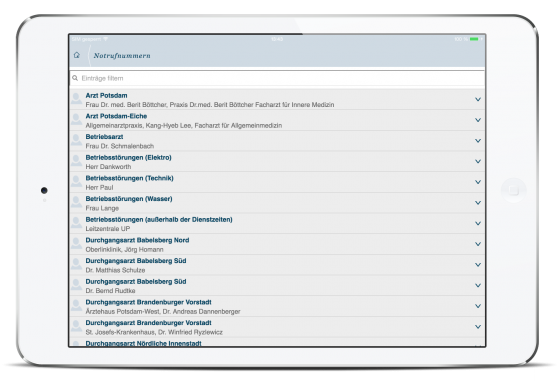 Notrufnummern
Einträge filtern
Arzt Potsdam
Frau Dr. med. Berit Böttcher, Praxis Dr.med. Berit Böttcher Facharzt für Innere Medizin
Arzt Potsdam-Eiche
Allgemeinarztpraxis, Kang-Hyeb Lee, Facharzt für Allgemeinmedizin
Betriebsarzt
Frau Dr. Schmalenbach
Betriebsstörungen (Elektro)
Herr Dankworth
Betriebsstörungen (Technik)
Herr Paul
Betriebsstörungen (Wasser)
Frau Lange
Betriebsstörungen (außerhalb der Dienstzeiten)
Leitzentrale UP
Durchgangsarzt Babelsberg Nord
Oberlinklinik, Jörg Homann
Durchgangsarzt Babelsberg Süd
Dr. Matthias Schulze
Durchgangsarzt Babelsberg Süd
Dr. Bernd Rudtke
Durchgangsarzt Brandenburger Vorstadt
Ärztehaus Potsdam-West, Dr. Andreas Dannenberger
Durchgangsarzt Brandenburger Vorstadt
St. Josefs-Krankenhaus, Dr. Winfried Ryziewicz
Durchgangsarzt Nördliche Innenstadt